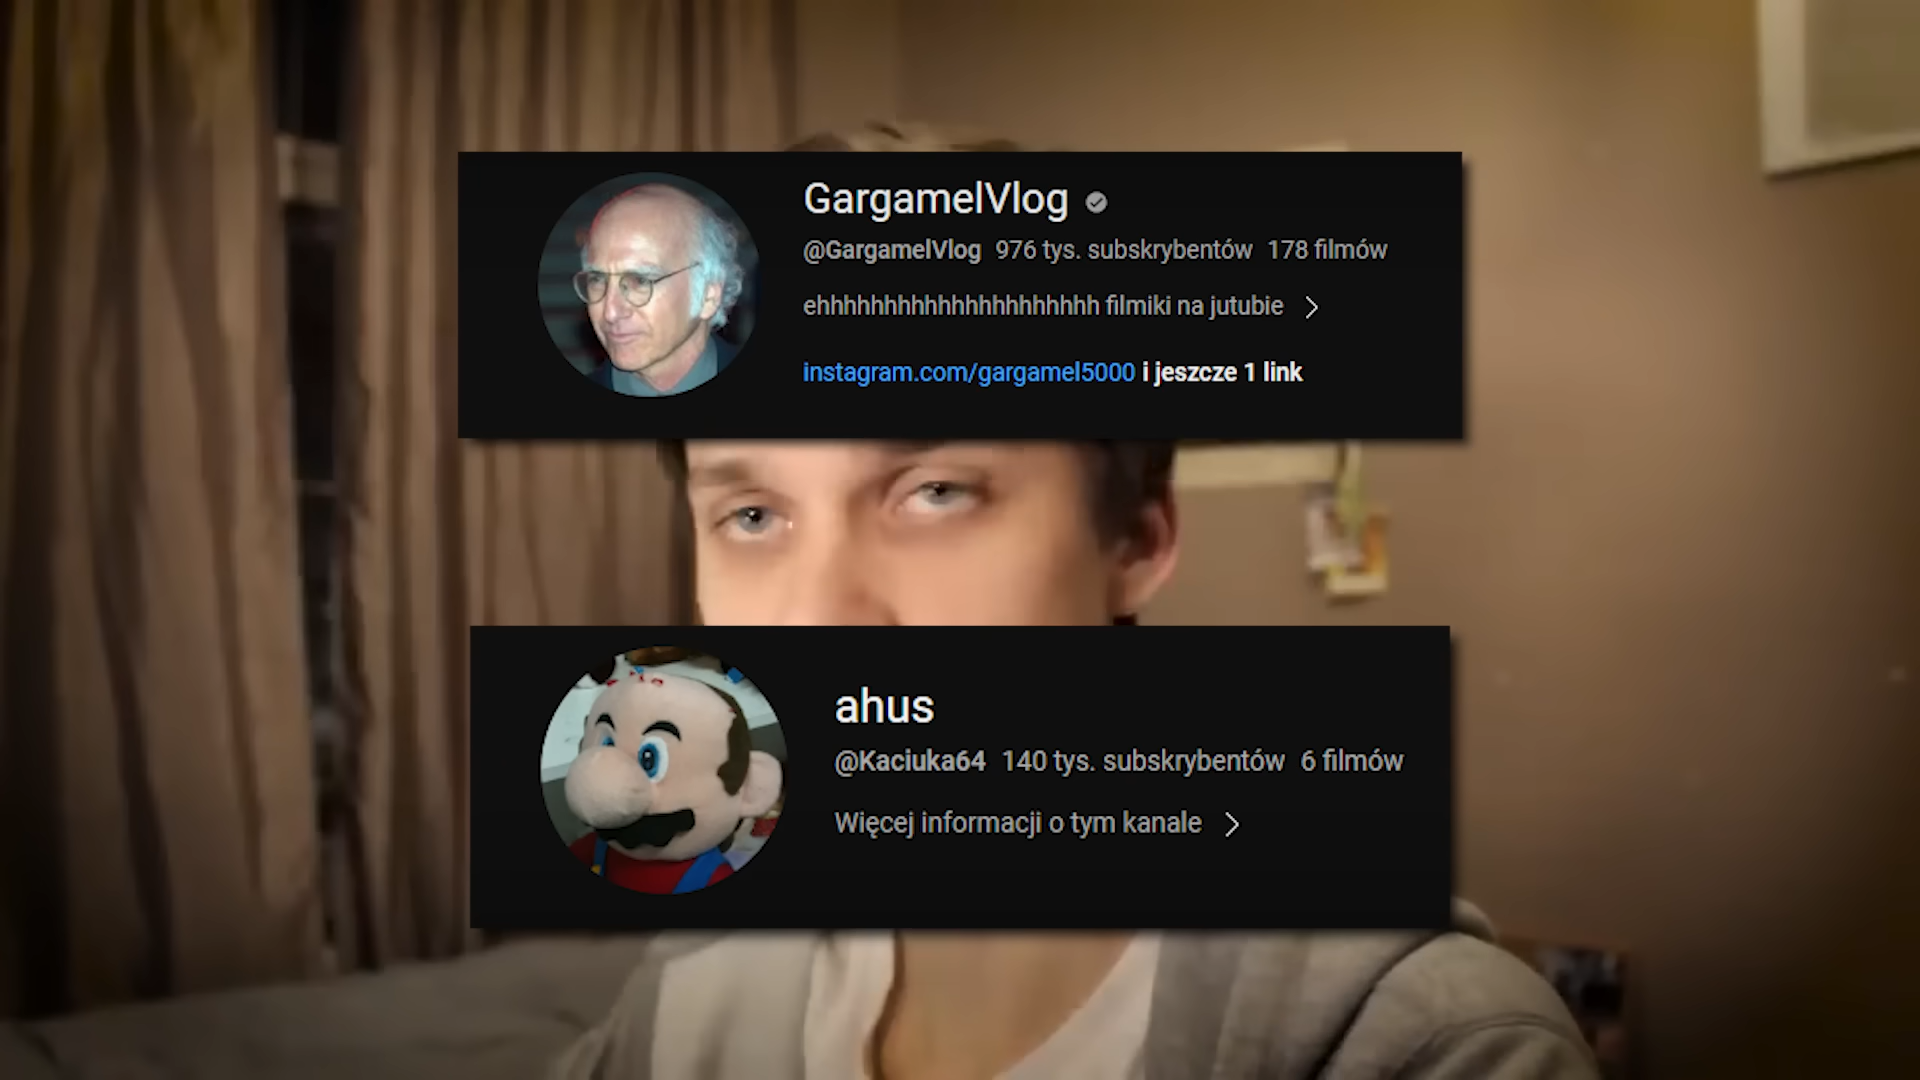 GargamelVlog
@GargamelVlog 976 tys. subskrybentów 178 filmów
ehhhhhhhhhhhhhhhhhhhhh filmiki na jutubie
instagram.com/gargamel5000 i jeszcze 1 link
ahus
@Kaciuka64 140 tys. subskrybentów 6 filmów
Więcej informacji o tym kanale